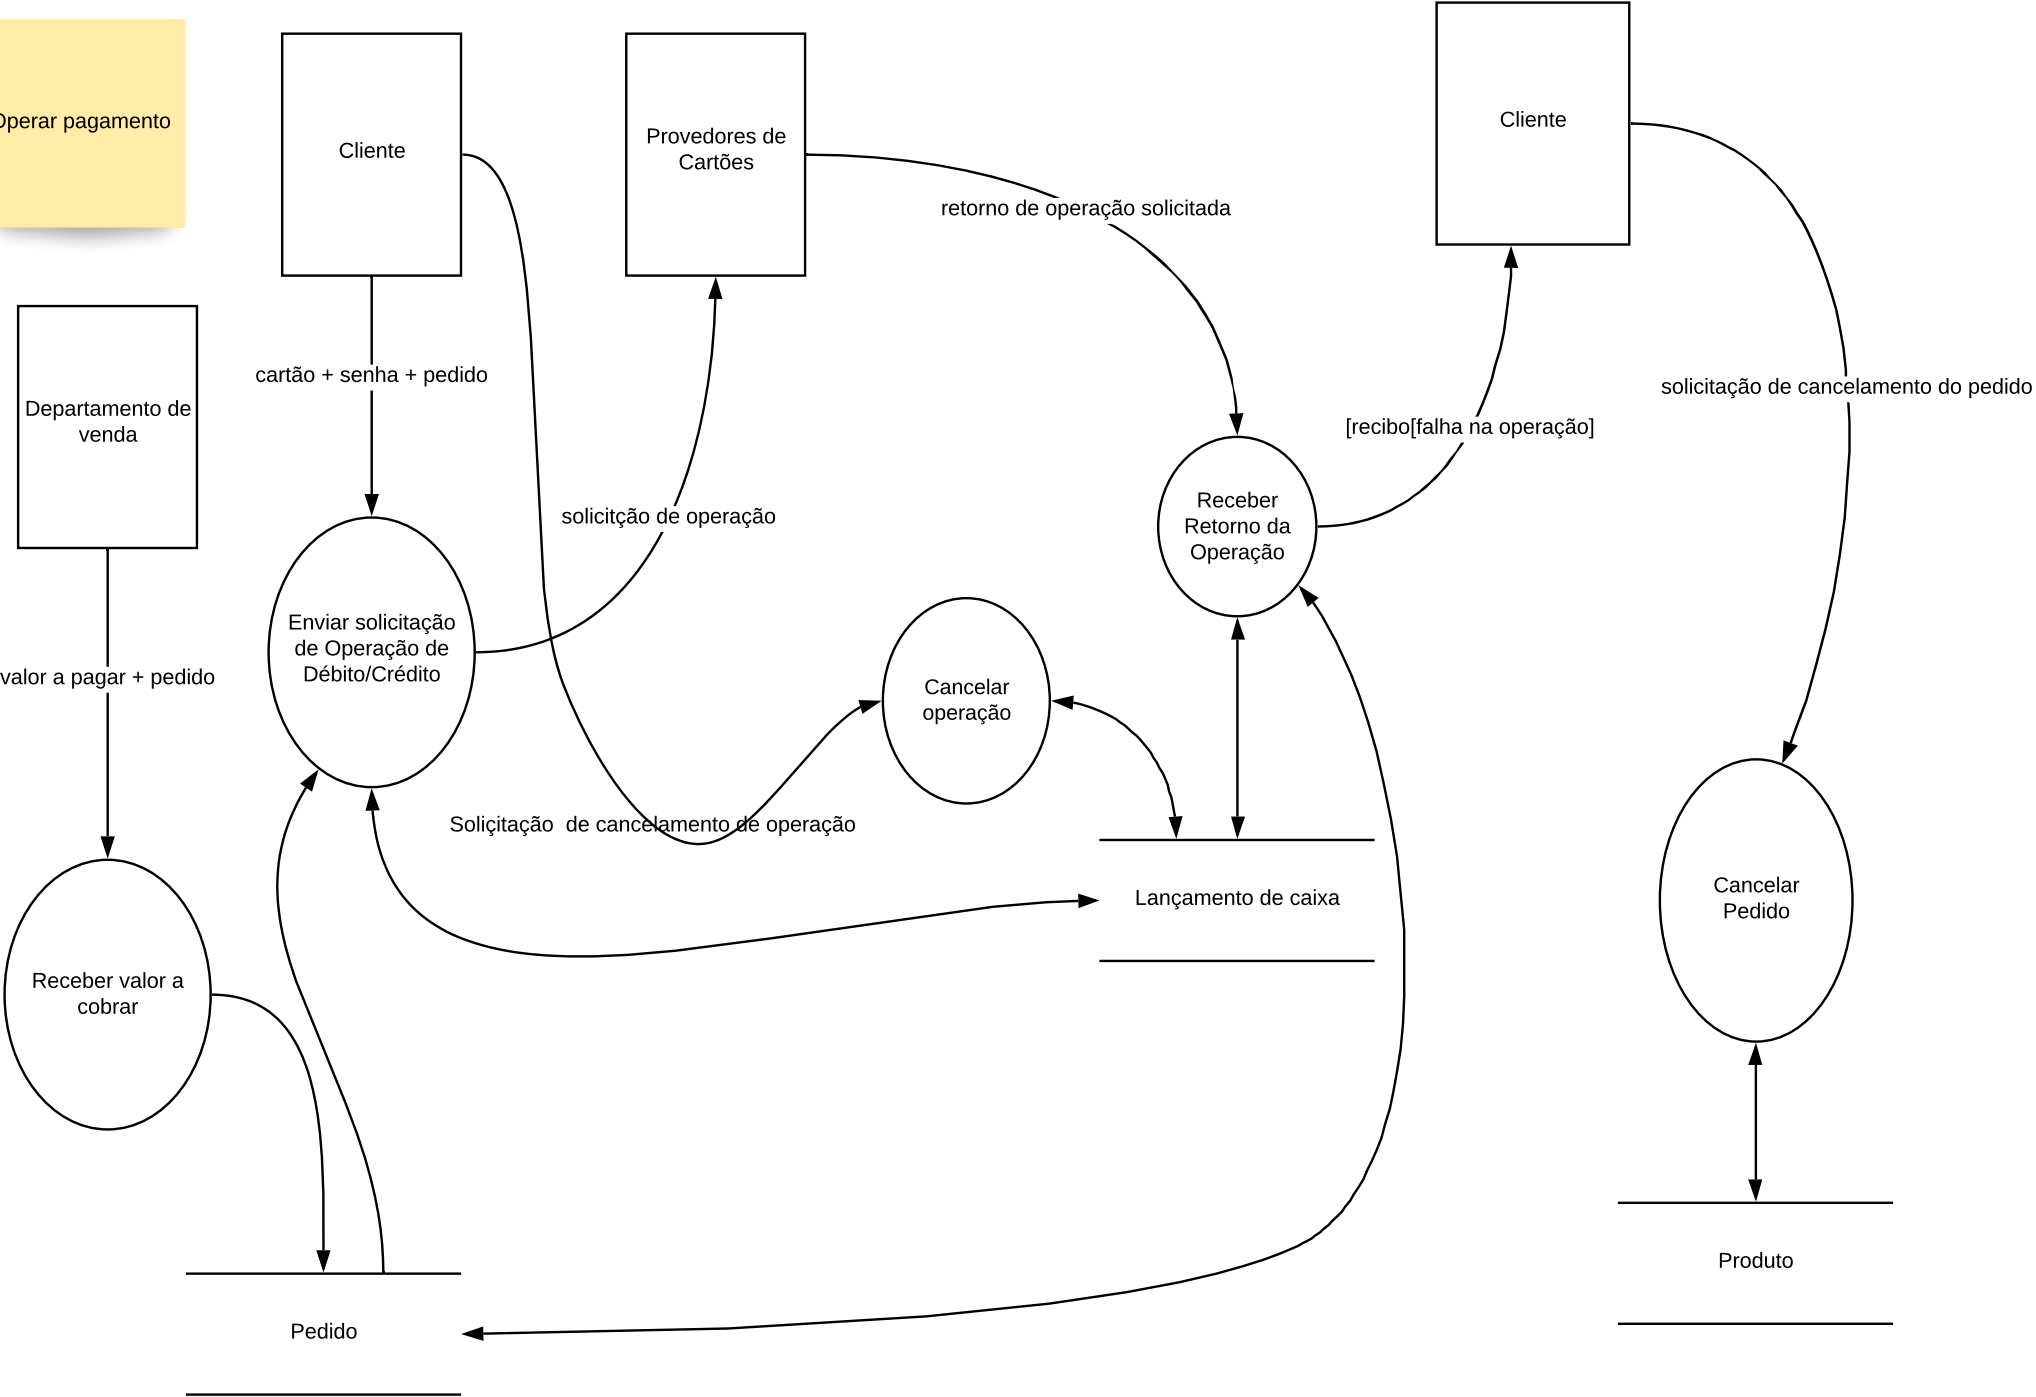 Operar pagamento
Cliente
Provedores de
Cartões
Cliente
retorno de operação solicitada
cartão + senha + pedido
solicitação de cancelamento do pedido
Departamento de
venda
[recibo[falha na operação]
solicitção de operação
Receber
Retorno da
Operação
Enviar solicitação
de Operação de
Débito/Crédito
valor a pagar + pedido
Cancelar
operação
Soliçitação  de cancelamento de operação
Lançamento de caixa
Cancelar
Pedido
Receber valor a
cobrar
Produto
Pedido